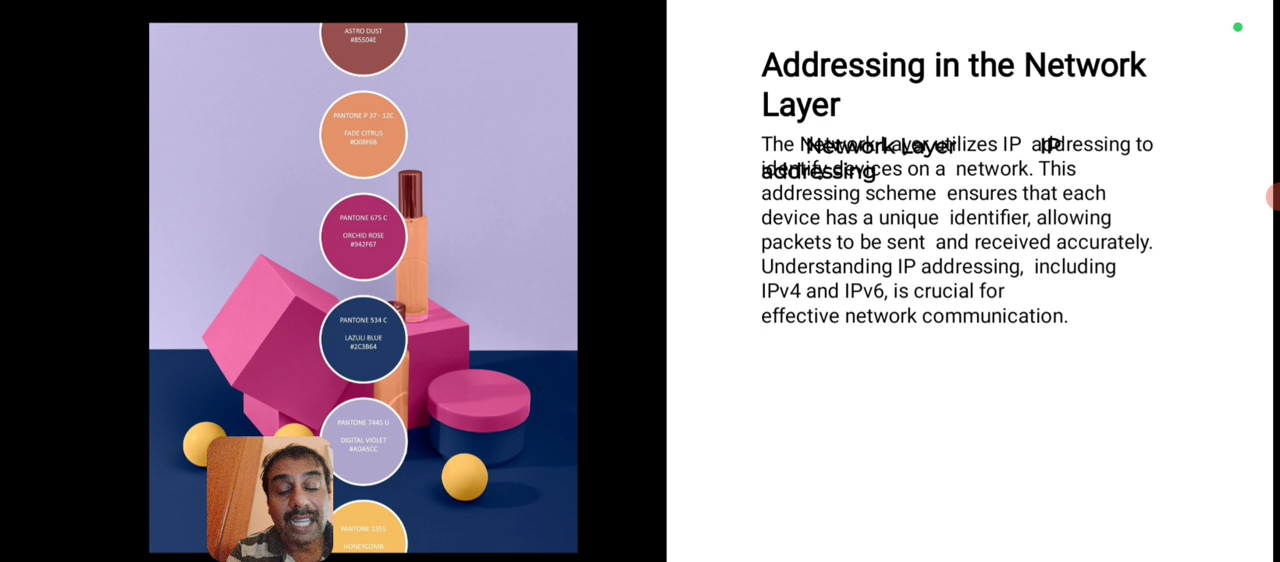 ASTRO DUST
#85504E
PANTONE P 37 - 12C
FADE CITRUS
#D08F6B
PANTONE 675 C
ORCHID ROSE
#942F67
PANTONE 534 C
LAZULI BLUE
#2C3B64
PANTONE 7445 U
DIGITAL VIOLET
#A0A5CC
PANTONE 1355
HONEYCOMB
Addressing in the Network
Layer
The Network Layer utilizes IP addressing to
identify devices on a network. This
addressing scheme ensures that each
device has a unique identifier, allowing
packets to be sent and received accurately.
Understanding IP addressing, including
IPv4 and IPv6, is crucial for
effective network communication.
Network Layer IP
addressing